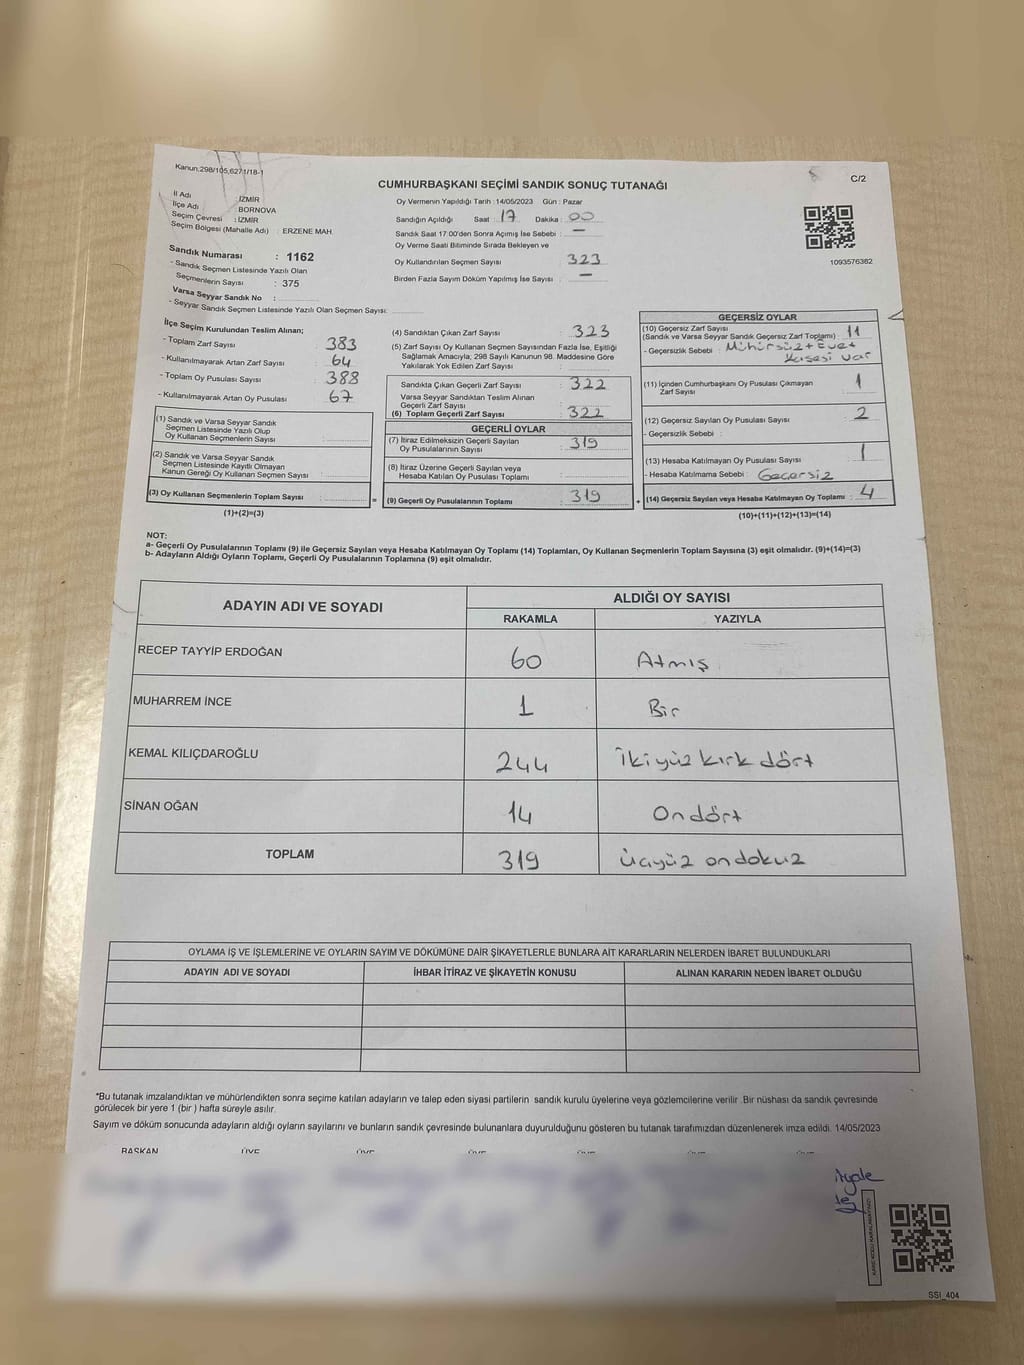 Kanun:298/105,627 1/18-1
C/2
CUMHURBAŞKANI SEÇİMİ SANDIK SONUÇ TUTANAĞI
İl Adı : İZMİR
İlçe Adı : BORNOVA
Seçim Çevresi : İZMİR
Seçim Bölgesi (Mahalle Adı) : ERZENE MAH.
Sandık Numarası : 1162
- Sandık Seçmen Listesinde Yazılı Olan
Seçmenlerin Sayısı : 375
Varsa Seyyar Sandık No :
- Seyyar Sandık Seçmen Listesinde Yazılı Olan Seçmen Sayısı:
Oy Vermenin Yapıldığı Tarih :14/05/2023 Gün : Pazar
Sandığın Açıldığı Saat : 17 Dakika : 00
Sandık Saat 17:00'den Sonra Açımış İse Sebebi : —
Oy Verme Saati Bitiminde Sırada Bekleyen ve
Oy Kullandırılan Seçmen Sayısı : 323
Birden Fazla Sayım Döküm Yapılmış İse Sayısı : —
1093576382
İlçe Seçim Kurulundan Teslim Alınan;
- Toplam Zarf Sayısı : 383
- Kullanılmayarak Artan Zarf Sayısı : 64
- Toplam Oy Pusulası Sayısı : 388
- Kullanılmayarak Artan Oy Pusulası : 67
(1) Sandık ve Varsa Seyyar Sandık
Seçmen Listesinde Yazılı Olup
Oy Kullanan Seçmenlerin Sayısı :
(2) Varsa Seyyar Sandık ve Sandık
Seçmen Listesinde Kayıtlı Olmayan
Kanun Gereği Oy Kullanan Seçmen Sayısı :
(3) Oy Kullanan Seçmenlerin Toplam Sayısı : =
(1)+(2)=(3)
(4) Sandıktan Çıkan Zarf Sayısı : 323
(5) Zarf Sayısı Oy Kullanan Seçmen Sayısından Fazla İse, Eşitliği
Sağlamak Amacıyla; 298 Sayılı Kanunun 98. Maddesine Göre
Yakılarak Yok Edilen Zarf Sayısı :
Sandıkta Çıkan Geçerli Zarf Sayısı : 322
Varsa Seyyar Sandıktan Teslim Alınan
Geçerli Zarf Sayısı :
(6) Toplam Geçerli Zarf Sayısı : 322
GEÇERLİ OYLAR
(7) İtiraz Edilmeksizin Geçerli Sayılan
Oy Pusulalarının Sayısı : 319
(8) İtiraz Üzerine Geçerli Sayılan veya
Hesaba Katılan Oy Pusulaları Toplamı :
(9) Geçerli Oy Pusulalarının Toplamı : 319 +
GEÇERSİZ OYLAR
(10) Geçersiz Zarf Sayısı
(Sandık ve Varsa Seyyar Sandık Geçersiz Zarf Toplamı) : 11
- Geçersizlik Sebebi : Mühürsüz + Evet
Kaşesi var
(11) İçinden Cumhurbaşkanı Oy Pusulası Çıkmayan
Zarf Sayısı : 1
(12) Geçersiz Sayılan Oy Pusulası Sayısı : 2
- Geçersizlik Sebebi :
(13) Hesaba Katılmayan Oy Pusulası Sayısı : 1
- Hesaba Katılmama Sebebi : Geçersiz
(14) Geçersiz Sayılan veya Hesaba Katılmayan Oy Toplamı : 4
(10)+(11)+(12)+(13)=(14)
NOT:
a- Geçerli Oy Pusulalarının Toplamı (9) ile Geçersiz Sayılan veya Hesaba Katılmayan Oy Toplamı (14) Toplamları, Oy Kullanan Seçmenlerin Toplam Sayısına (3) eşit olmalıdır. (9)+(14)=(3)
b- Adayların Aldığı Oyların Toplamı, Geçerli Oy Pusulalarının Toplamına (9) eşit olmalıdır.
ADAYIN ADI VE SOYADI
ALDIĞI OY SAYISI
RAKAMLA YAZIYLA
RECEP TAYYİP ERDOĞAN 60 Atmış
MUHARREM İNCE 1 Bir
KEMAL KILIÇDAROĞLU 244 İkiyüz kırk dört
SİNAN OĞAN 14 On dört
TOPLAM 319 Üçyüz on dokuz
OYLAMA İŞ VE İŞLEMLERİNE VE OYLARIN SAYIM VE DÖKÜMÜNE DAİR ŞİKAYETLERLE BUNLARA AİT KARARLARIN NELERDEN İBARET BULUNDUKLARI
ADAYIN ADI VE SOYADI İHBAR İTİRAZ VE ŞİKAYETİN KONUSU ALINAN KARARIN NEDEN İBARET OLDUĞU
*Bu tutanak imzalandıktan ve mühürlendikten sonra seçime katılan adayların ve talep eden siyasi partilerin sandık kurulu üyelerine veya gözlemcilerine verilir .Bir nüshası da sandık çevresinde
görülecek bir yere 1 (bir ) hafta süreyle asılır.
Sayım ve döküm sonucunda adayların aldığı oyların sayılarını ve bunların sandık çevresinde bulunanlara duyurulduğunu gösteren bu tutanak tarafımızdan düzenlenerek imza edildi. 14/05/2023
BAŞKAN ÜYE ÜYE ÜYE ÜYE ÜYE ÜYE
SSI_404